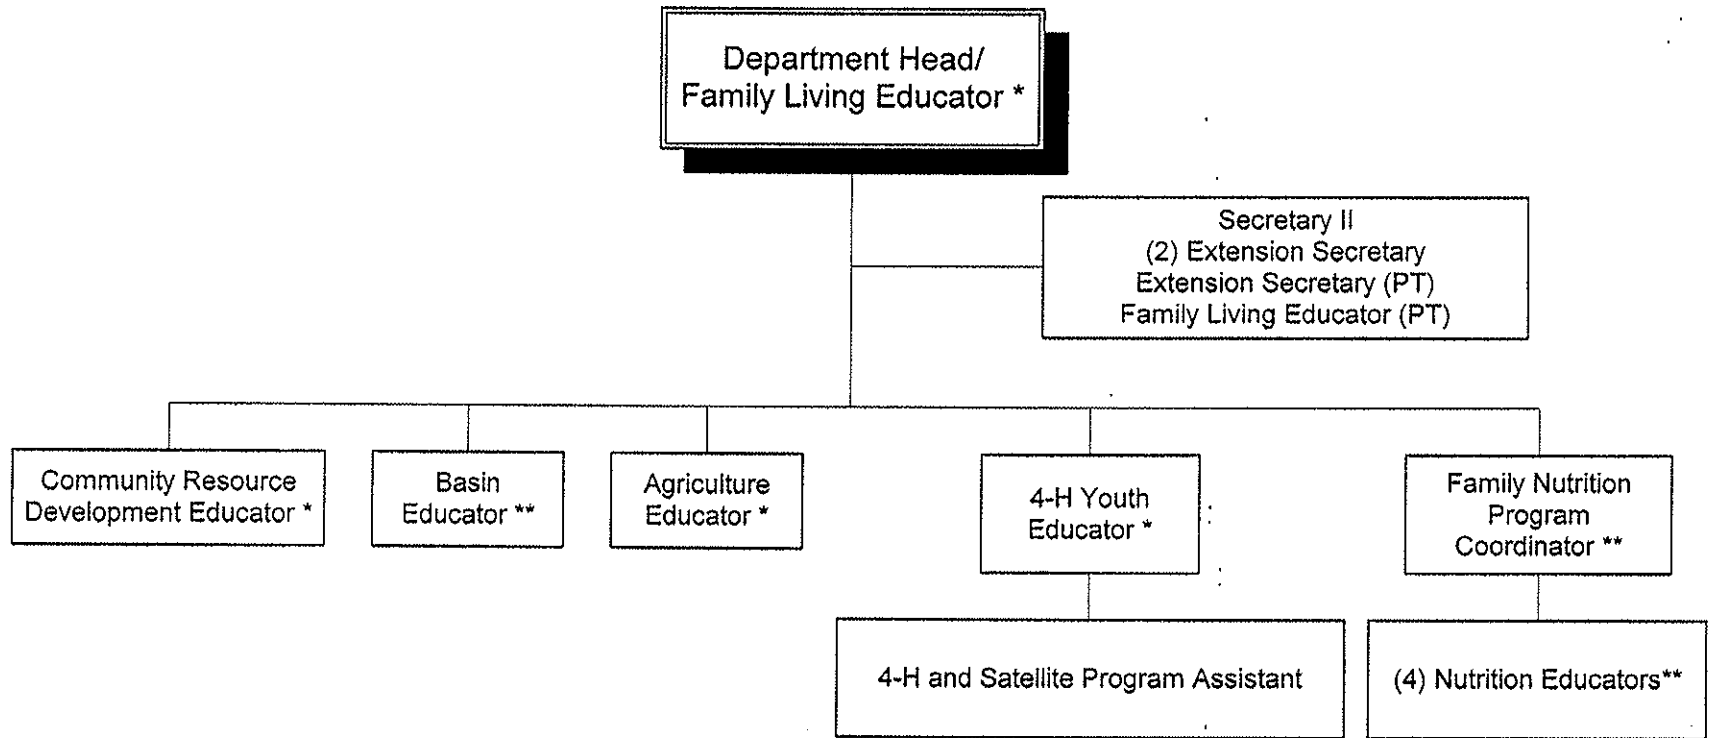 Department Head/
Family Living Educator *
Secretary II
(2) Extension Secretary
Extension Secretary (PT)
Family Living Educator (PT)
Community Resource
Development Educator *
Basin
Educator **
Agriculture
Educator *
4-H Youth
Educator *
Family Nutrition
Program
Coordinator **
4-H and Satellite Program Assistant
(4) Nutrition Educators**